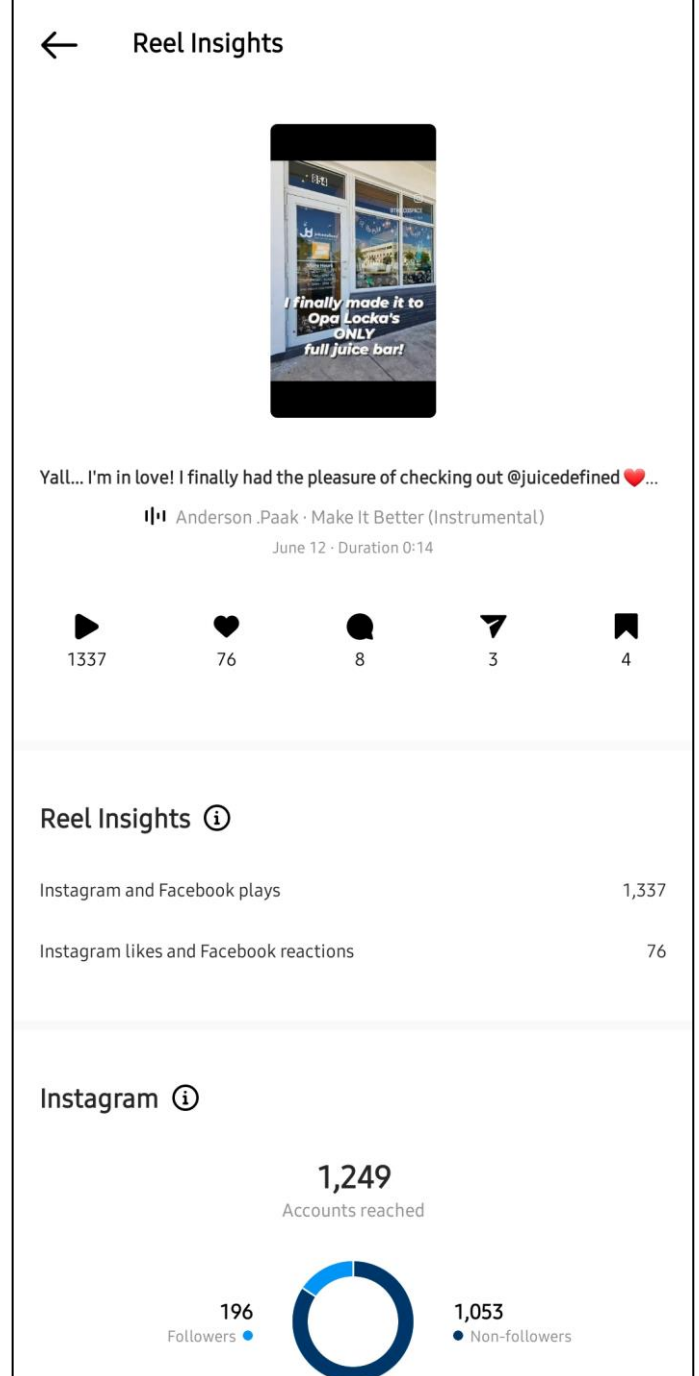 Reel Insights
854
I finally made it to
Opa Locka's
ONLY
full juice bar!
Yall... I'm in love! I finally had the pleasure of checking out @juicedefined ❤️...
Anderson .Paak · Make It Better (Instrumental)
June 12 · Duration 0:14
1337 76 8 3 4
Reel Insights
Instagram and Facebook plays 1,337
Instagram likes and Facebook reactions 76
Instagram
1,249
Accounts reached
196 1,053
Followers Non-followers